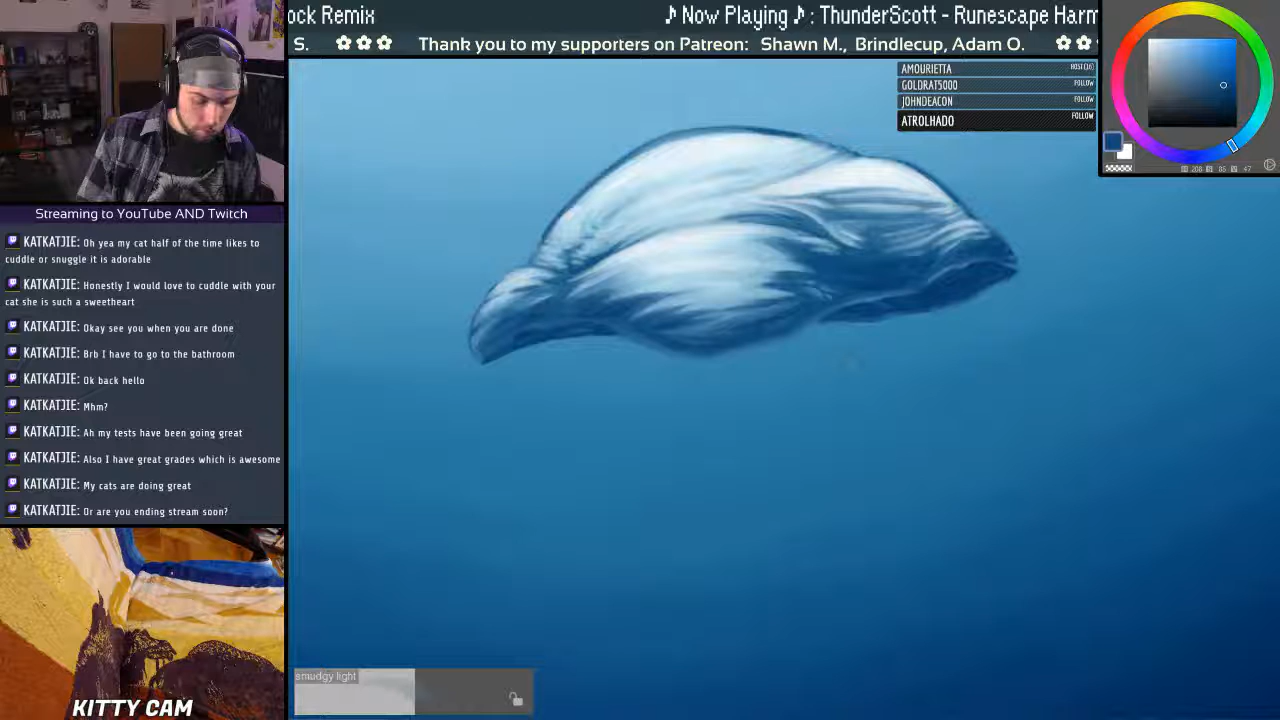 ock Remix
♪ Now Playing ♪ : ThunderScott - Runescape Harm
S. ✿ ✿ ✿ Thank you to my supporters on Patreon: Shawn M., Brindlecup, Adam O. ✿ ✿
AMOURIETTA HOST(16)
GOLDRAT5000 FOLLOW
JOHNDEACON FOLLOW
ATROLHADO FOLLOW
208 85 47
Streaming to YouTube AND Twitch
KATKATJIE: Oh yea my cat half of the time likes to
cuddle or snuggle it is adorable
KATKATJIE: Honestly I would love to cuddle with your
cat she is such a sweetheart
KATKATJIE: Okay see you when you are done
KATKATJIE: Brb I have to go to the bathroom
KATKATJIE: Ok back hello
KATKATJIE: Mhm?
KATKATJIE: Ah my tests have been going great
KATKATJIE: Also I have great grades which is awesome
KATKATJIE: My cats are doing great
KATKATJIE: Or are you ending stream soon?
smudgy light
KITTY CAM